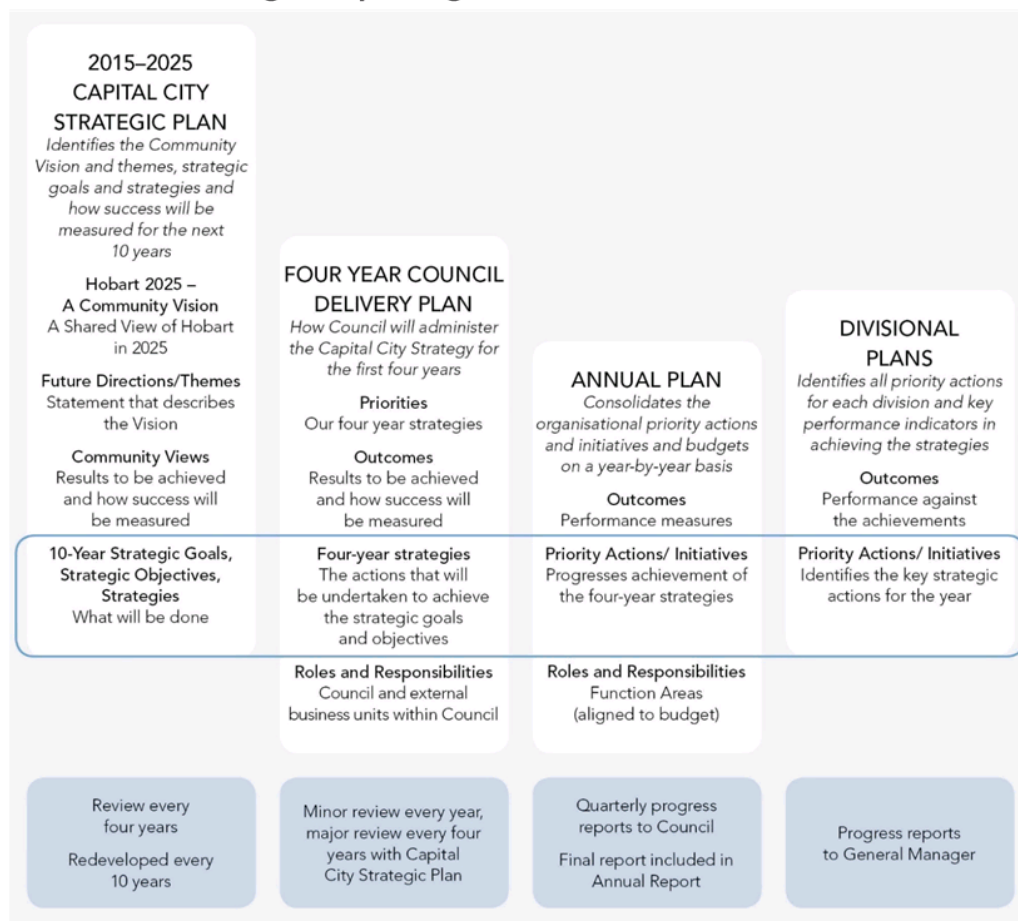 2015–2025
CAPITAL CITY
STRATEGIC PLAN
Identifies the Community
Vision and themes, strategic
goals and strategies and
how success will be
measured for the next
10 years
Hobart 2025 –
A Community Vision
A Shared View of Hobart
in 2025
Future Directions/Themes
Statement that describes
the Vision
Community Views
Results to be achieved
and how success will
be measured
10-Year Strategic Goals,
Strategic Objectives,
Strategies
What will be done
FOUR YEAR COUNCIL
DELIVERY PLAN
How Council will administer
the Capital City Strategy for
the first four years
Priorities
Our four year strategies
Outcomes
Results to be achieved
and how success will
be measured
Four-year strategies
The actions that will
be undertaken to achieve
the strategic goals
and objectives
Roles and Responsibilities
Council and external
business units within Council
ANNUAL PLAN
Consolidates the
organisational priority actions
and initiatives and budgets
on a year-by-year basis
Outcomes
Performance measures
Priority Actions/ Initiatives
Progresses achievement of
the four-year strategies
Roles and Responsibilities
Function Areas
(aligned to budget)
DIVISIONAL
PLANS
Identifies all priority actions
for each division and key
performance indicators in
achieving the strategies
Outcomes
Performance against
the achievements
Priority Actions/ Initiatives
Identifies the key strategic
actions for the year
Review every
four years
Redeveloped every
10 years
Minor review every year,
major review every four
years with Capital
City Strategic Plan
Quarterly progress
reports to Council
Final report included in
Annual Report
Progress reports
to General Manager